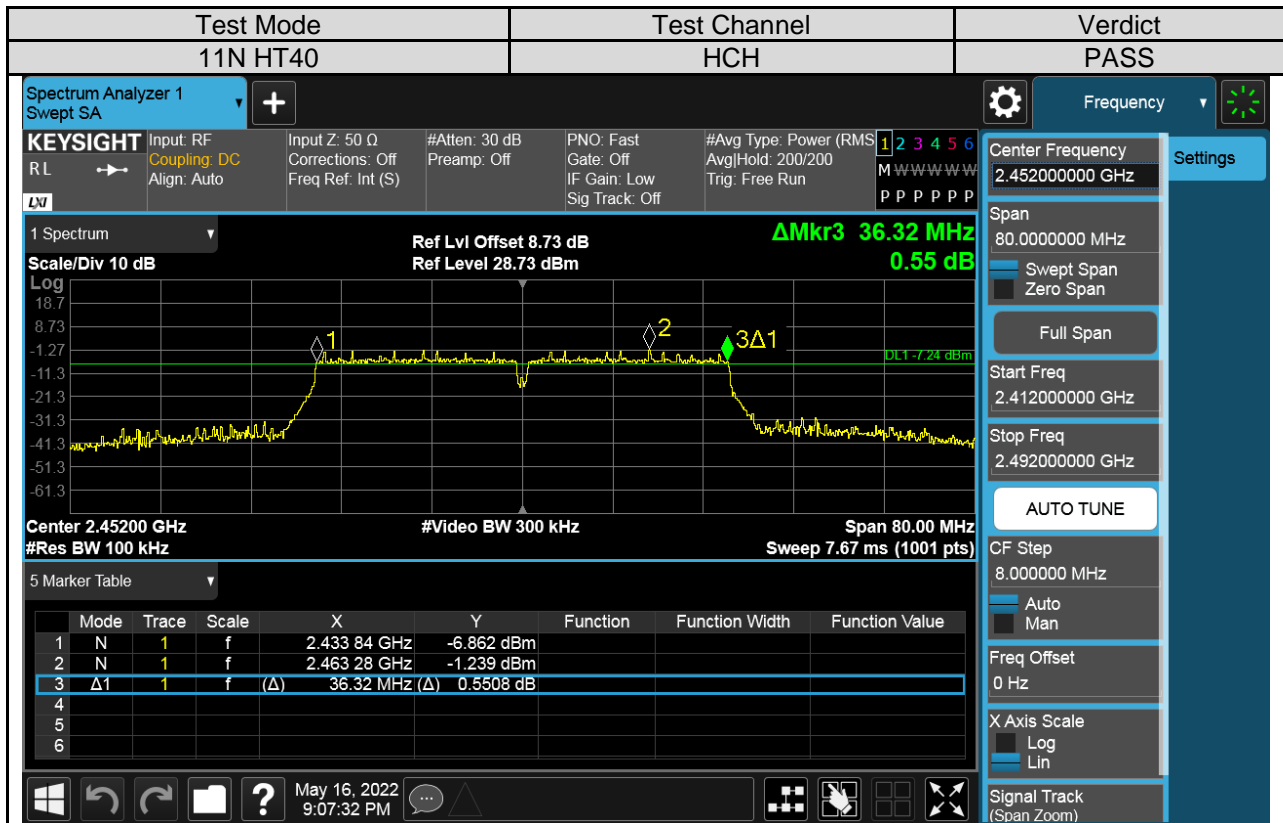 Test Mode Test Channel Verdict
11N HT40 HCH PASS
Spectrum Analyzer 1
Swept SA
Frequency
KEYSIGHT
RL
LXI
Input: RF
Coupling: DC
Align: Auto
Input Z: 50 Ω
Corrections: Off
Freq Ref: Int (S)
#Atten: 30 dB
Preamp: Off
PNO: Fast
Gate: Off
IF Gain: Low
Sig Track: Off
#Avg Type: Power (RMS
Avg|Hold: 200/200
Trig: Free Run
1 2 3 4 5 6
M W W W W W
P P P P P P
1 Spectrum
Scale/Div 10 dB
Ref Lvl Offset 8.73 dB
Ref Level 28.73 dBm
ΔMkr3 36.32 MHz
0.55 dB
Log
18.7
8.73
-1.27
-11.3
-21.3
-31.3
-41.3
-51.3
-61.3
1
2
3Δ1
DL1 -7.24 dBm
Center 2.45200 GHz #Video BW 300 kHz Span 80.00 MHz
#Res BW 100 kHz Sweep 7.67 ms (1001 pts)
5 Marker Table
Mode Trace Scale X Y Function Function Width Function Value
1 N 1 f 2.433 84 GHz -6.862 dBm
2 N 1 f 2.463 28 GHz -1.239 dBm
3 Δ1 1 f (Δ) 36.32 MHz (Δ) 0.5508 dB
4
5
6
Center Frequency
2.452000000 GHz
Settings
Span
80.0000000 MHz
Swept Span
Zero Span
Full Span
Start Freq
2.412000000 GHz
Stop Freq
2.492000000 GHz
AUTO TUNE
CF Step
8.000000 MHz
Auto
Man
Freq Offset
0 Hz
X Axis Scale
Log
Lin
Signal Track
(Span Zoom)
?
May 16, 2022
9:07:32 PM